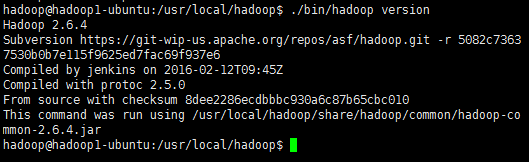 hadoop@hadoop1-ubuntu:/usr/local/hadoop$ ./bin/hadoop version
Hadoop 2.6.4
Subversion https://git-wip-us.apache.org/repos/asf/hadoop.git -r 5082c7363
7530b0b7e115f9625ed7fac69f937e6
Compiled by jenkins on 2016-02-12T09:45Z
Compiled with protoc 2.5.0
From source with checksum 8dee2286ecdbbbc930a6c87b65cbc010
This command was run using /usr/local/hadoop/share/hadoop/common/hadoop-co
mmon-2.6.4.jar
hadoop@hadoop1-ubuntu:/usr/local/hadoop$